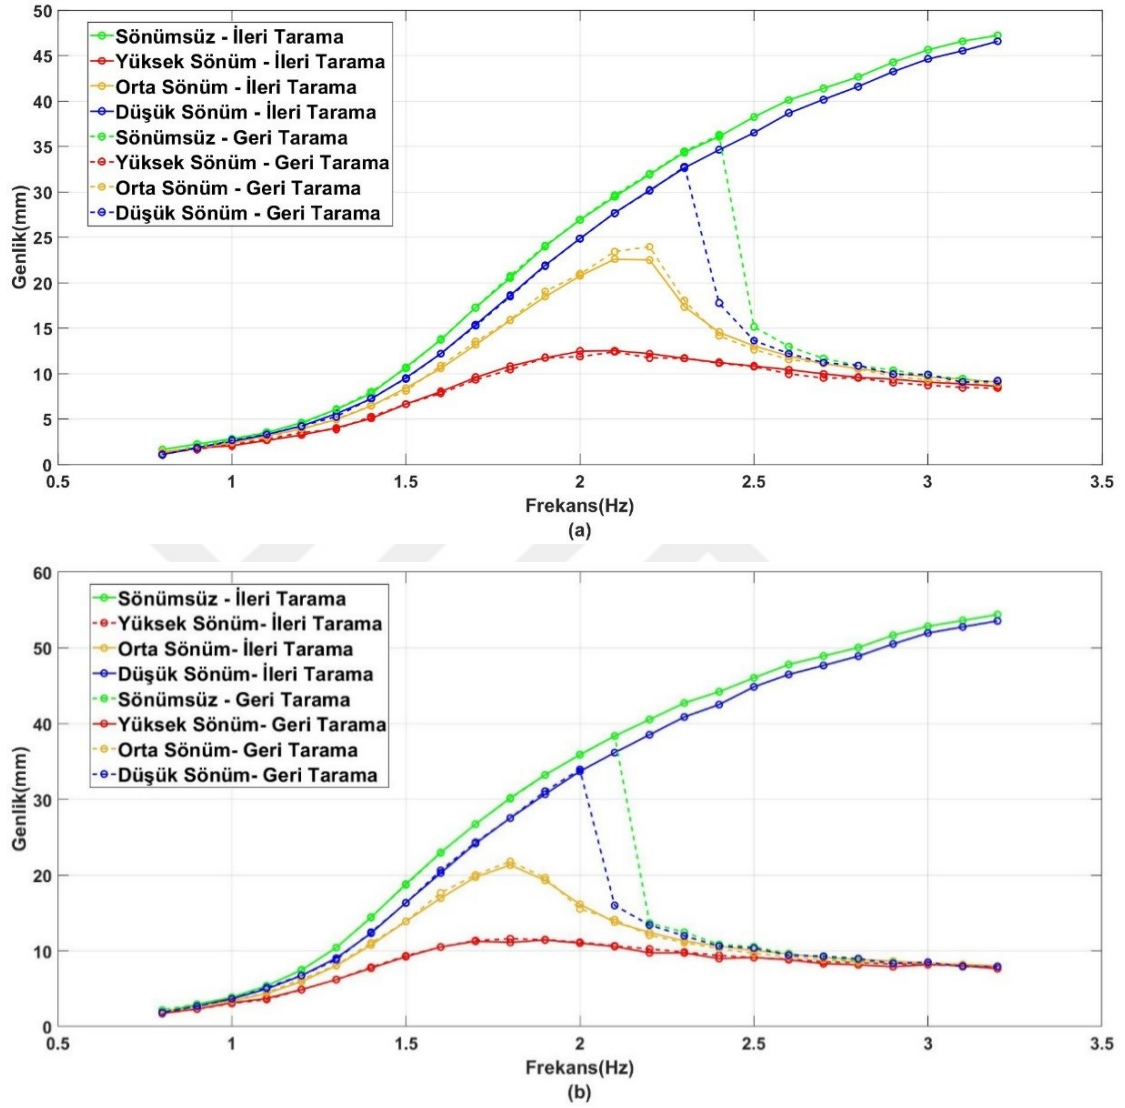 50
45
40
35
30
25
20
15
10
5
0
Genlik(mm)
Sönümsüz - İleri Tarama
Yüksek Sönüm - İleri Tarama
Orta Sönüm - İleri Tarama
Düşük Sönüm - İleri Tarama
Sönümsüz - Geri Tarama
Yüksek Sönüm - Geri Tarama
Orta Sönüm - Geri Tarama
Düşük Sönüm - Geri Tarama
0.5 1 1.5 2 2.5 3 3.5
Frekans(Hz)
(a)
60
50
40
30
20
10
0
Genlik(mm)
Sönümsüz - İleri Tarama
Yüksek Sönüm- İleri Tarama
Orta Sönüm- İleri Tarama
Düşük Sönüm- İleri Tarama
Sönümsüz - Geri Tarama
Yüksek Sönüm- Geri Tarama
Orta Sönüm- Geri Tarama
Düşük Sönüm- Geri Tarama
0.5 1 1.5 2 2.5 3 3.5
Frekans(Hz)
(b)